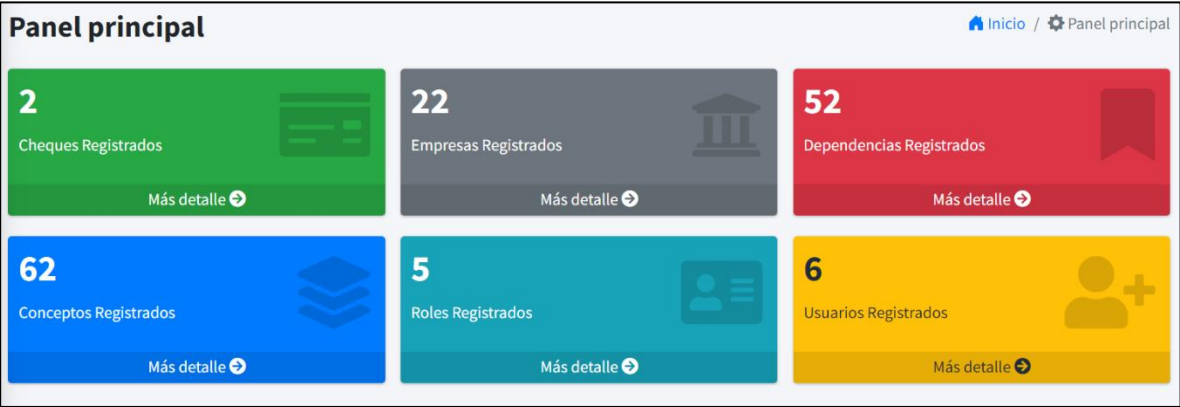 Panel principal
Inicio / Panel principal
2
Cheques Registrados
Más detalle
22
Empresas Registrados
Más detalle
52
Dependencias Registrados
Más detalle
62
Conceptos Registrados
Más detalle
5
Roles Registrados
Más detalle
6
Usuarios Registrados
Más detalle